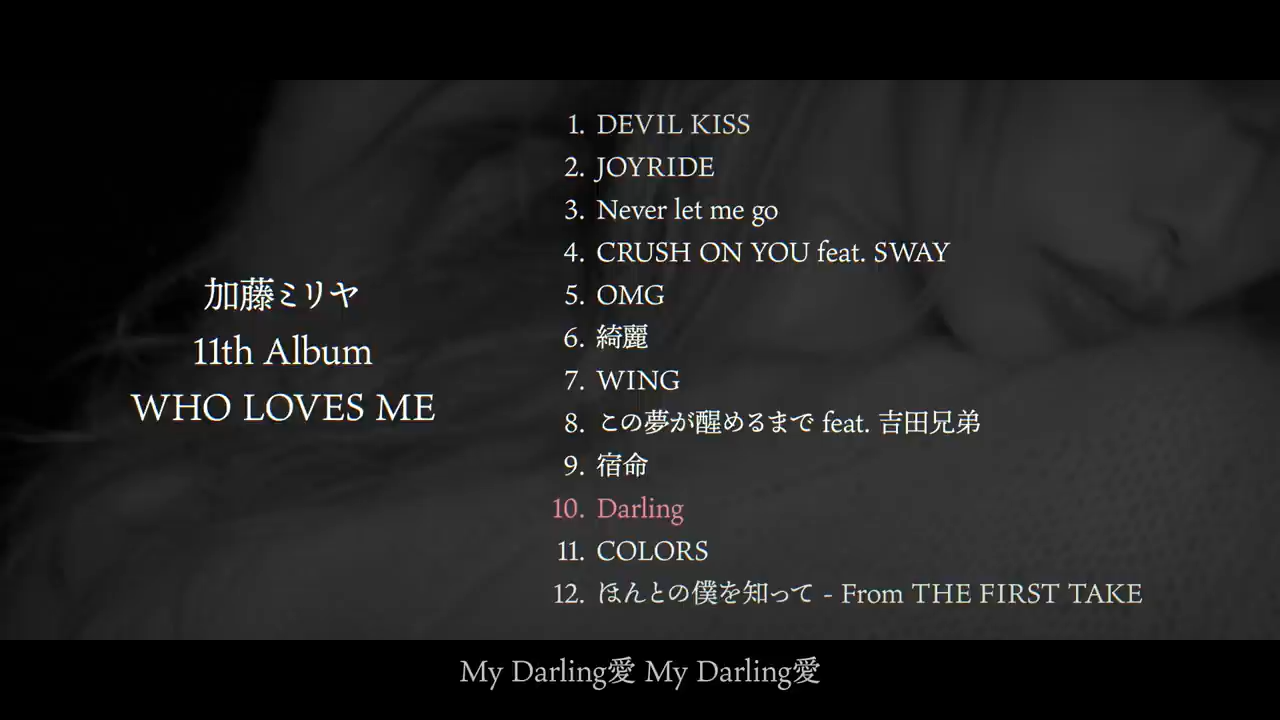 加藤ミリヤ
11th Album
WHO LOVES ME
1. DEVIL KISS
2. JOYRIDE
3. Never let me go
4. CRUSH ON YOU feat. SWAY
5. OMG
6. 綺麗
7. WING
8. この夢が醒めるまで feat. 吉田兄弟
9. 宿命
10. Darling
11. COLORS
12. ほんとの僕を知って - From THE FIRST TAKE
My Darling愛 My Darling愛